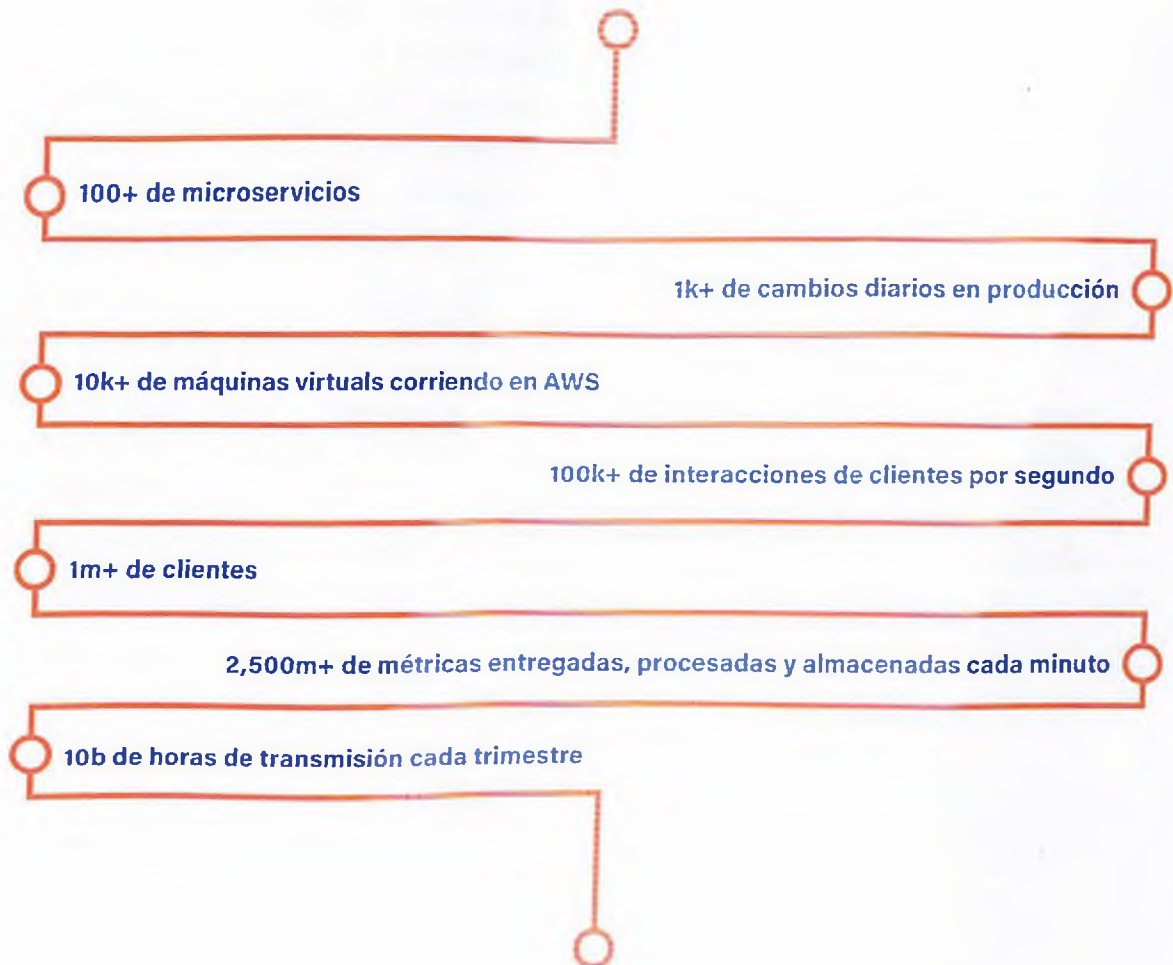 100+ de microservicios
1k+ de cambios diarios en producción
10k+ de máquinas virtuals corriendo en AWS
100k+ de interacciones de clientes por segundo
1m+ de clientes
2,500m+ de métricas entregadas, procesadas y almacenadas cada minuto
10b de horas de transmisión cada trimestre